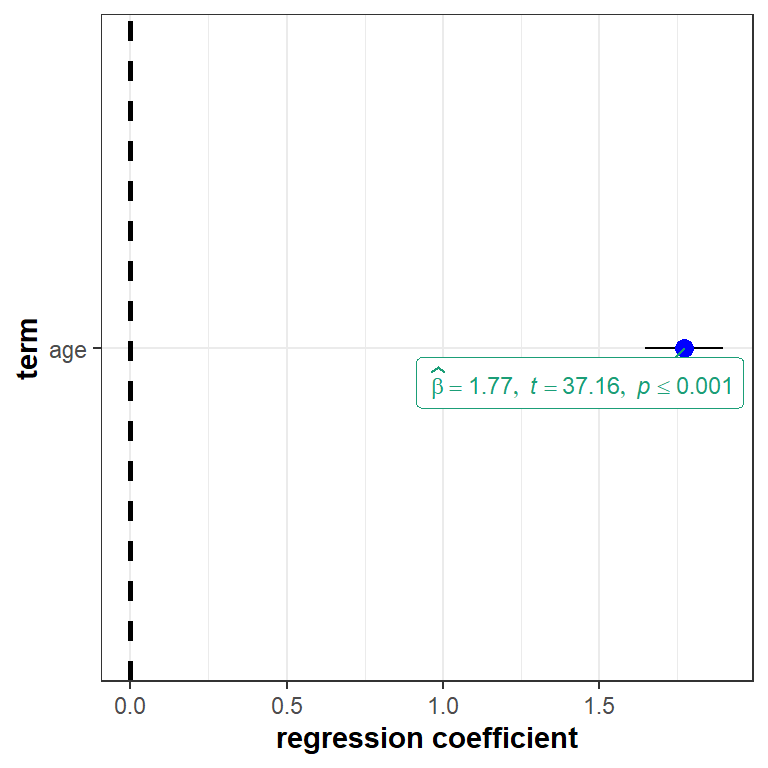 term
age
β̂ = 1.77, t = 37.16, p ≤ 0.001
0.0 0.5 1.0 1.5
regression coefficient